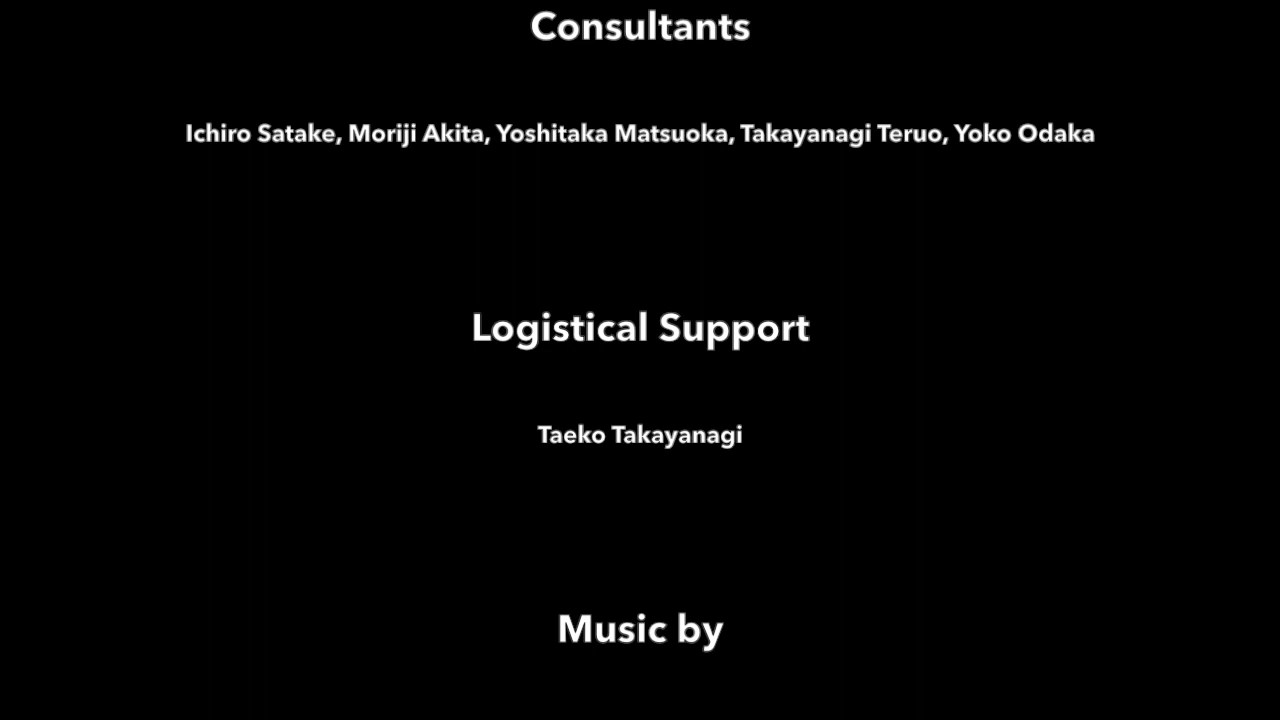 Consultants
Ichiro Satake, Moriji Akita, Yoshitaka Matsuoka, Takayanagi Teruo, Yoko Odaka
Logistical Support
Taeko Takayanagi
Music by